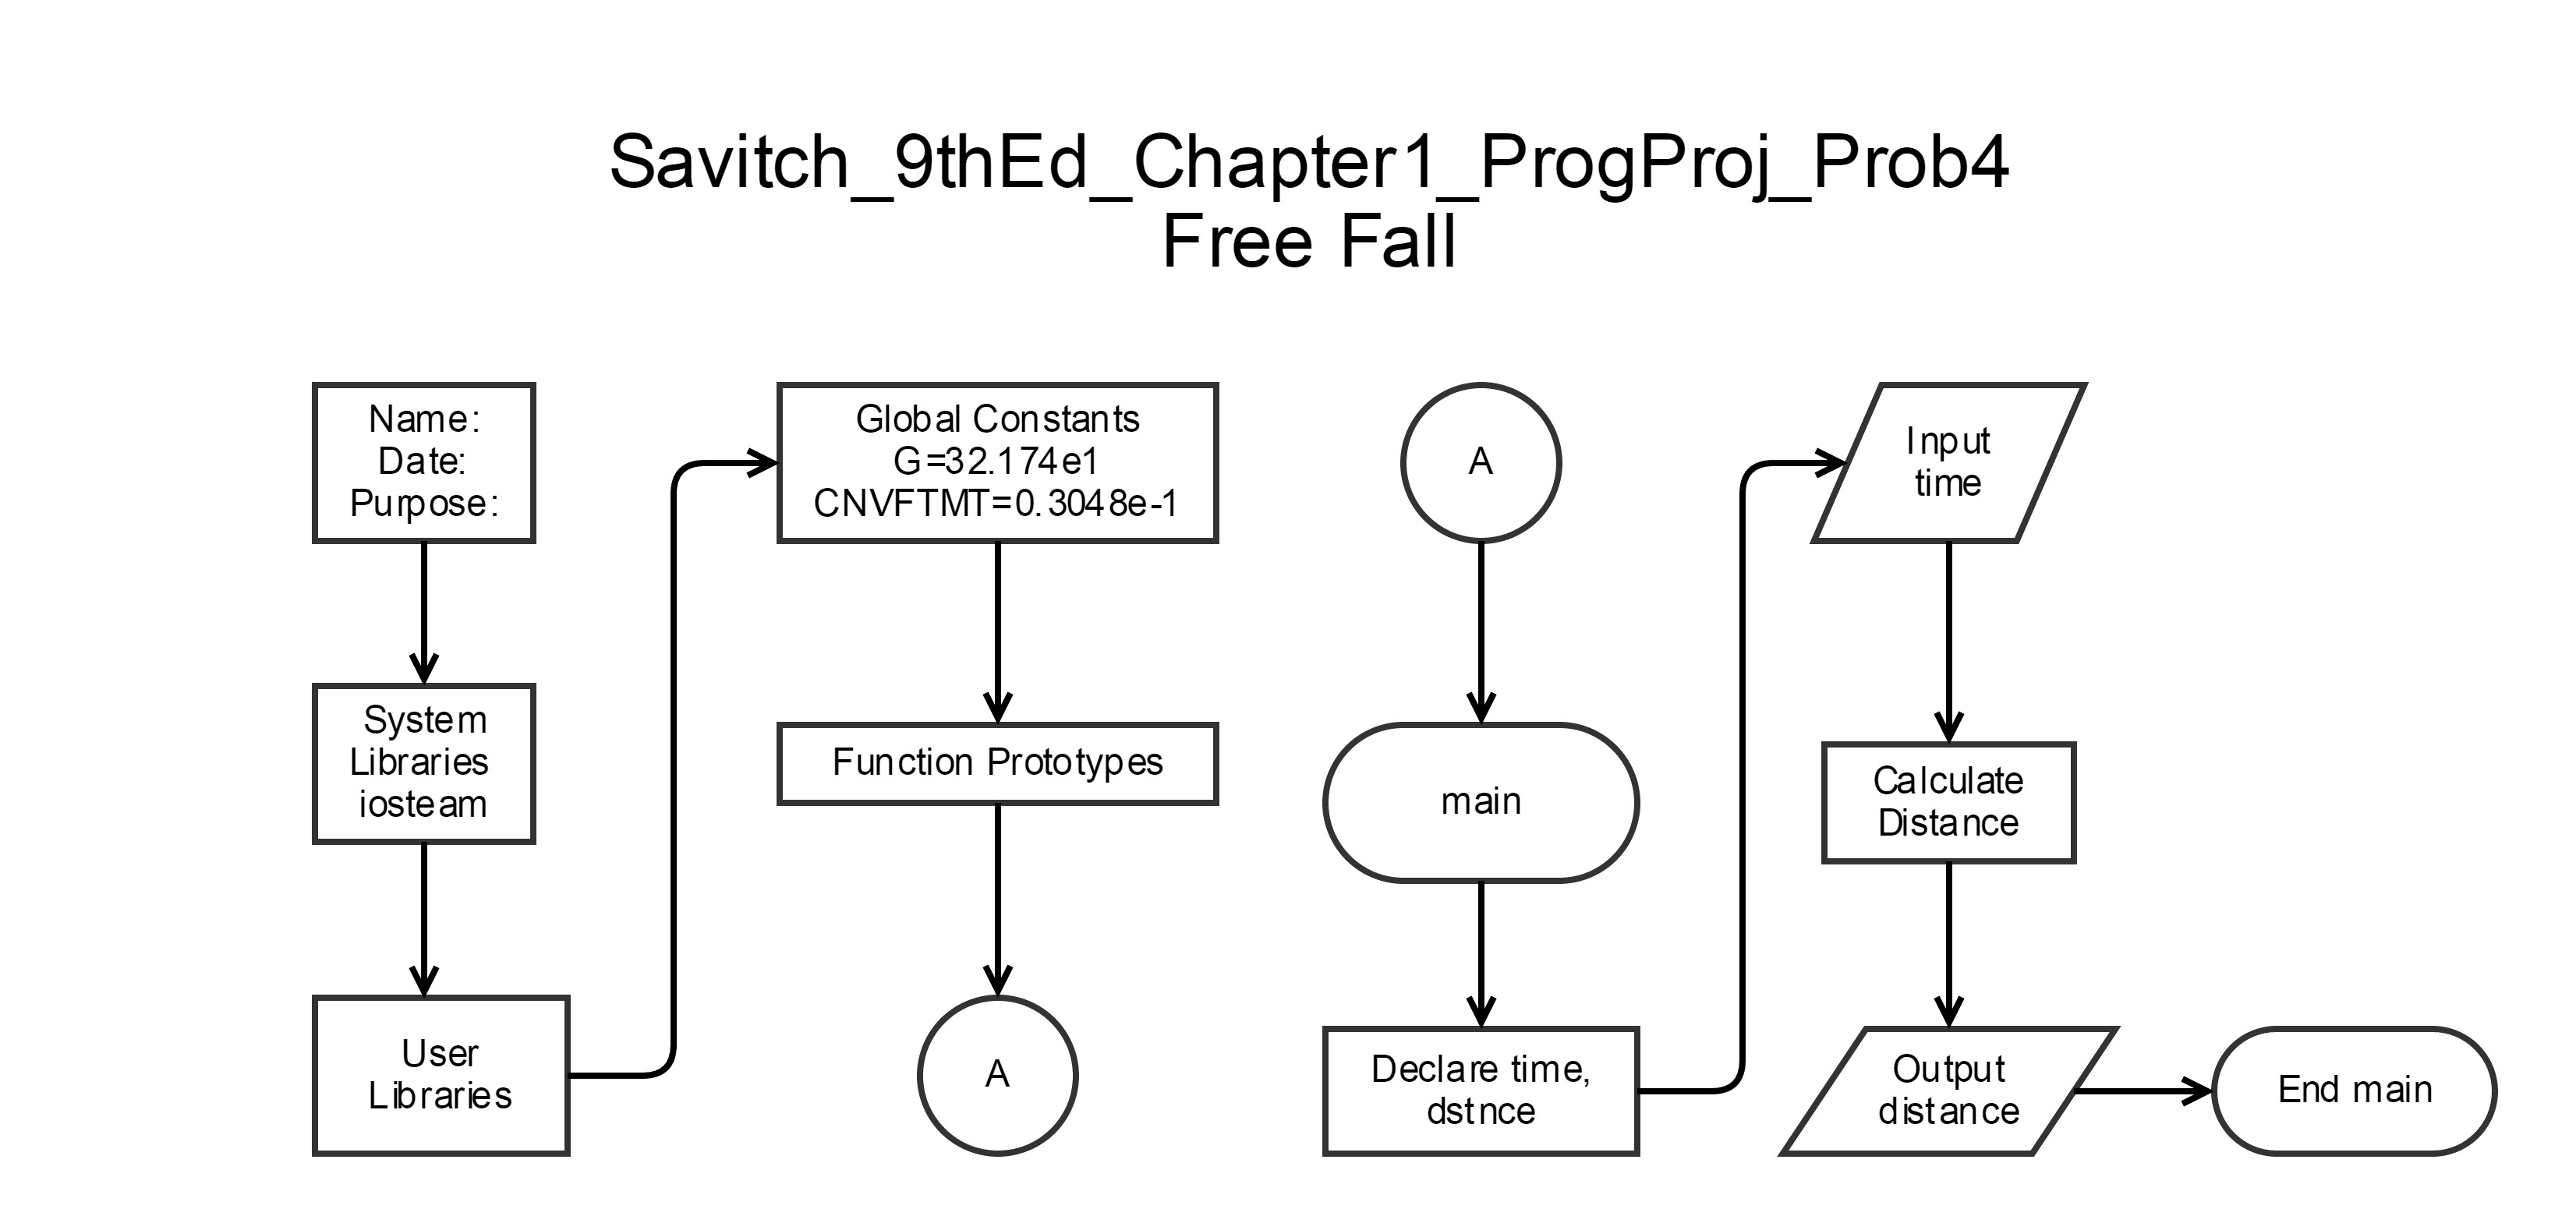 Savitch_9thEd_Chapter1_ProgProj_Prob4
Free Fall
Name:
Date:
Purpose:
System
Libraries
iosteam
User
Libraries
Global Constants
G=32.174e1
CNVFTMT=0.3048e-1
Function Prototypes
A
A
main
Declare time,
dstnce
Input
time
Calculate
Distance
Output
distance
End main